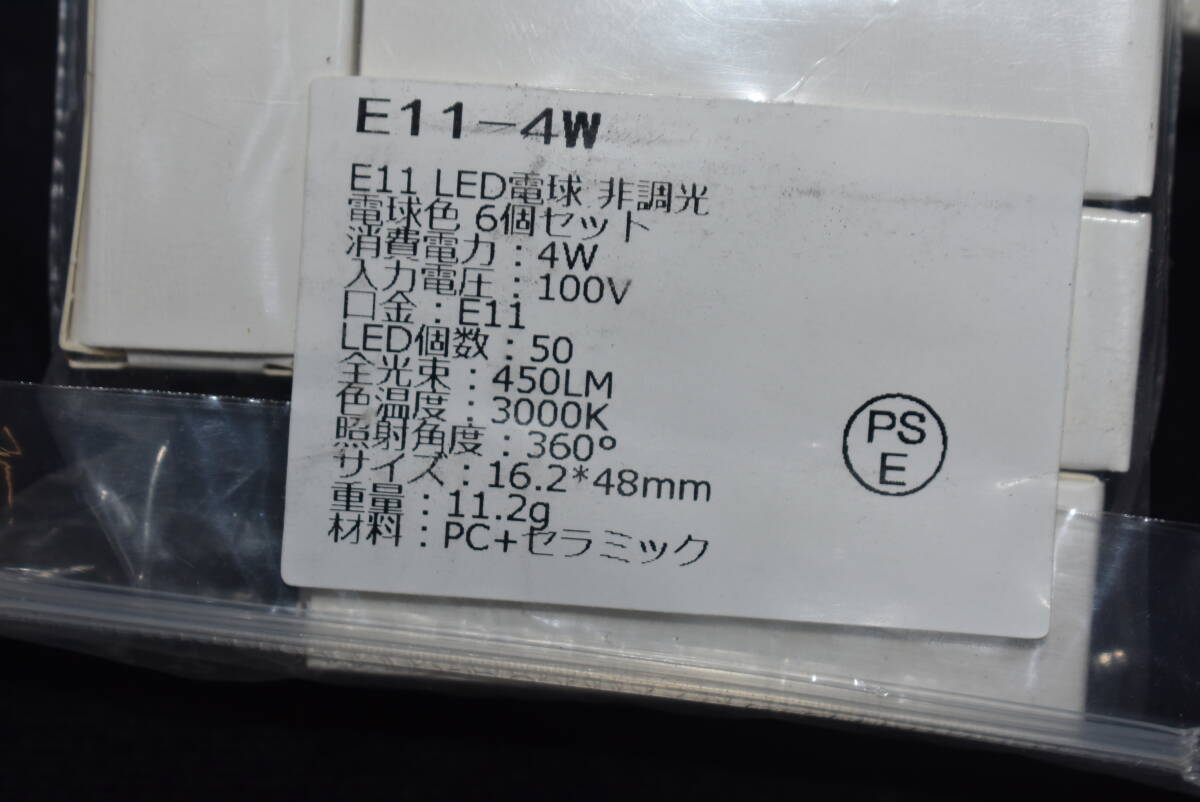 E11-4W
E11 LED電球 非調光
電球色 6個セット
消費電力：4W
入力電圧：100V
口金：E11
LED個数：50
全光束：450LM
色温度：3000K
照射角度：360°
サイズ：16.2*48mm
重量：11.2g
材料：PC+セラミック
PS
E